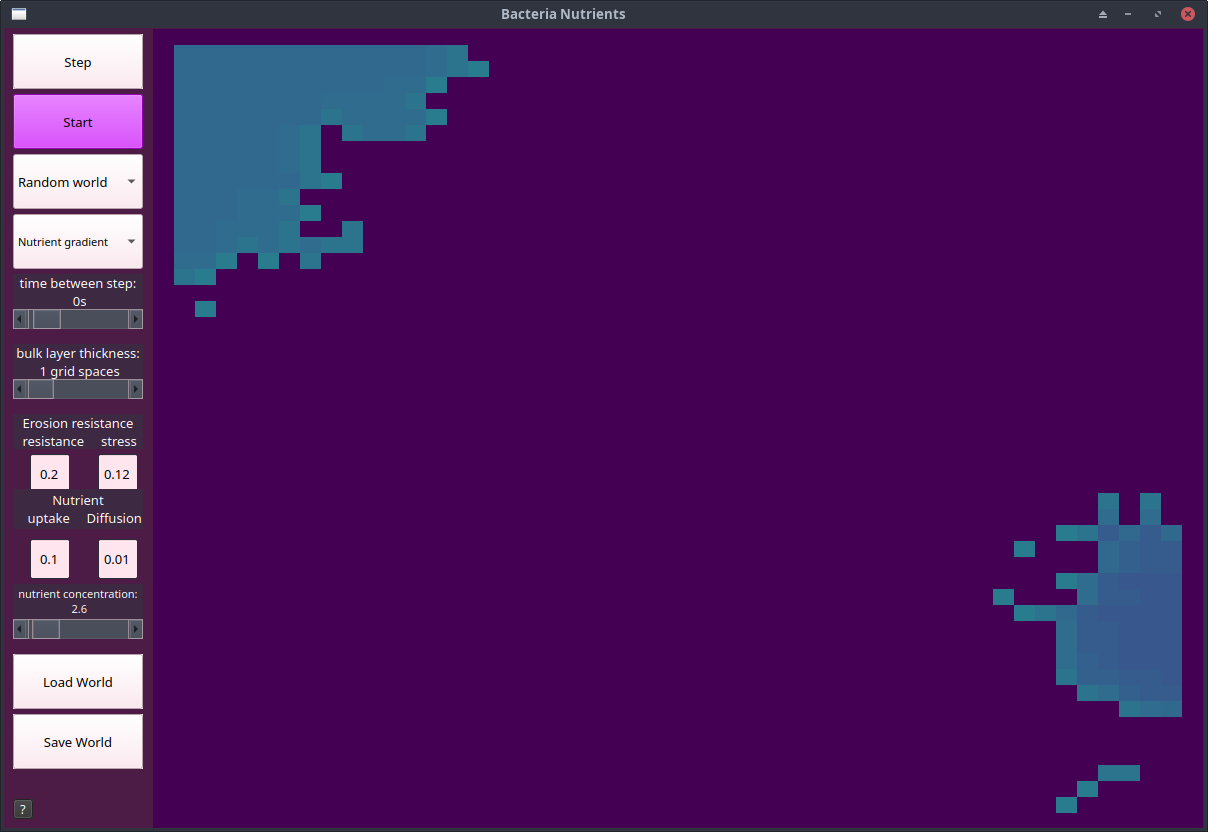 Bacteria Nutrients
Step
Start
Random world
Nutrient gradient
time between step:
0s
bulk layer thickness:
1 grid spaces
Erosion resistance
resistance stress
0.2 0.12
Nutrient
uptake Diffusion
0.1 0.01
nutrient concentration:
2.6
Load World
Save World
?